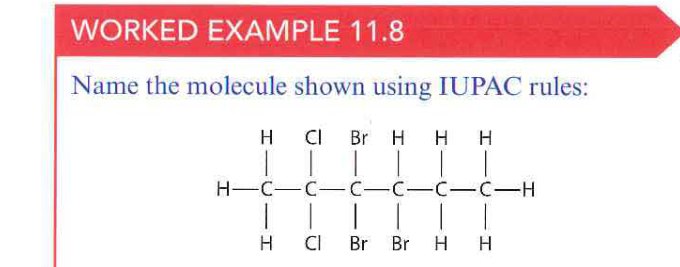 WORKED EXAMPLE 11.8
Name the molecule shown using IUPAC rules:
H Cl Br H H H
H—C—C—C—C—C—C—H
H Cl Br Br H H